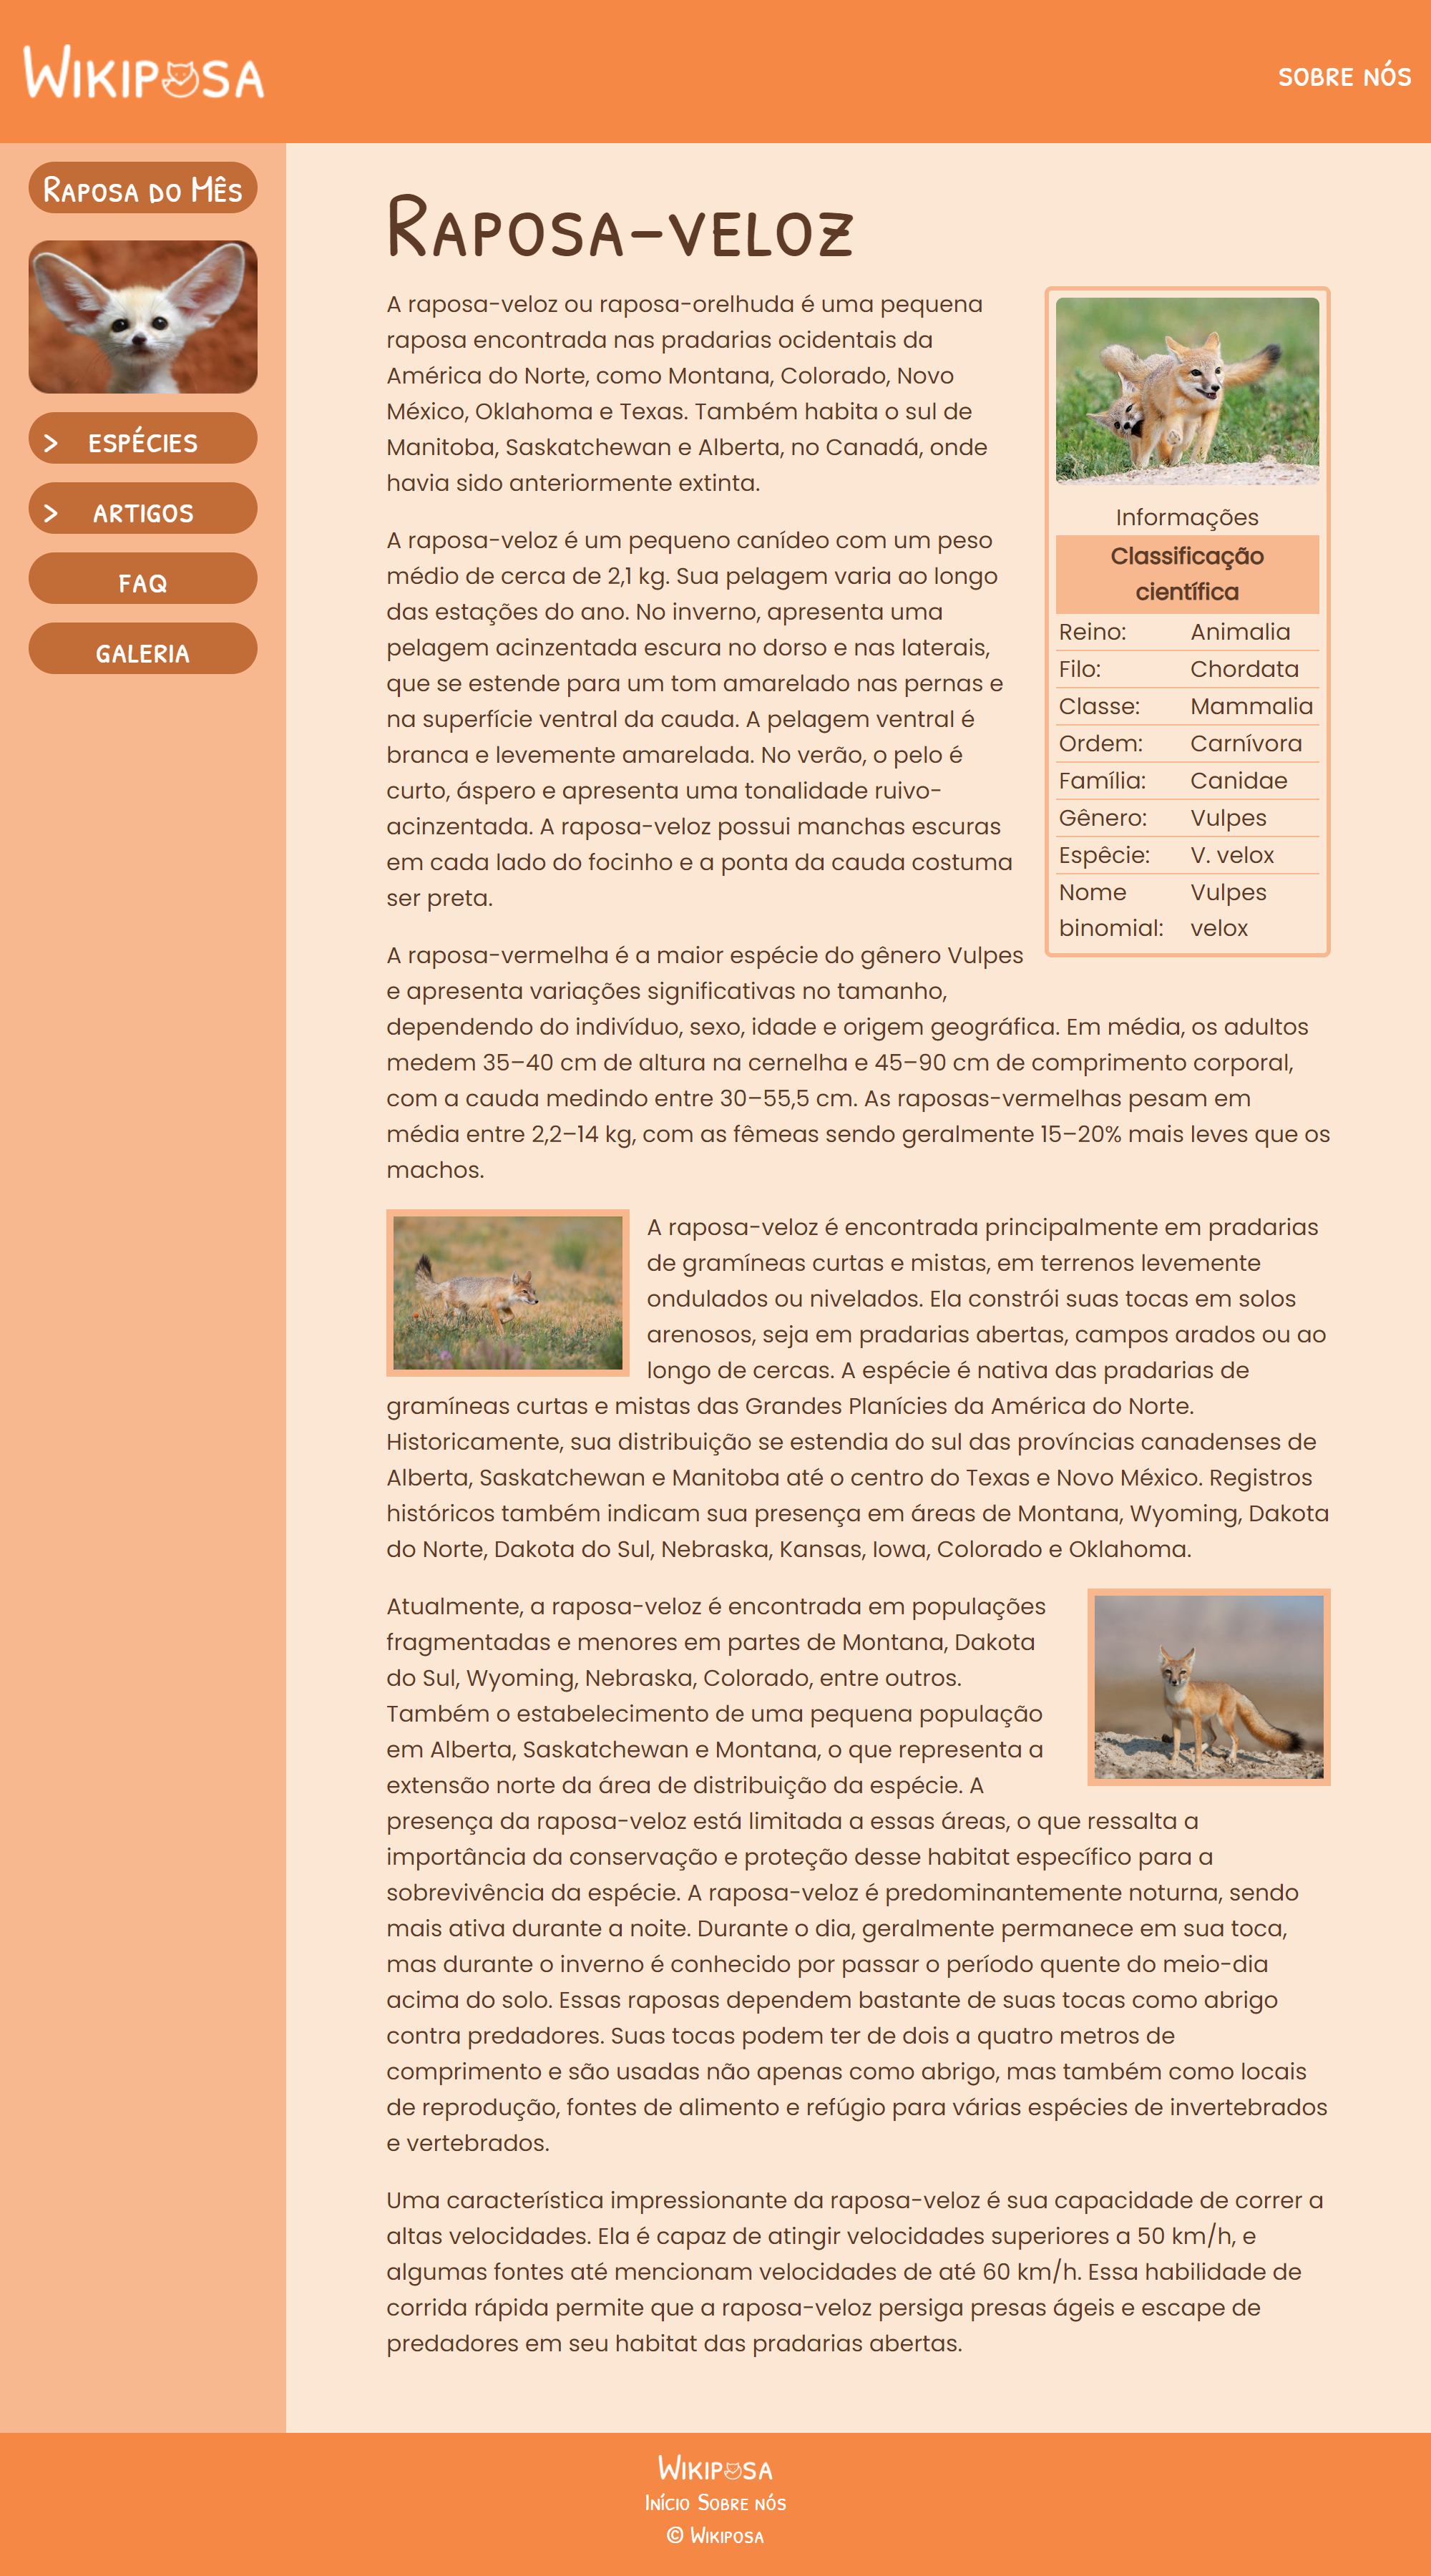 Wikiposa
sobre nós
Raposa do Mês
> espécies
> artigos
faq
galeria
Raposa-veloz
A raposa-veloz ou raposa-orelhuda é uma pequena
raposa encontrada nas pradarias ocidentais da
América do Norte, como Montana, Colorado, Novo
México, Oklahoma e Texas. Também habita o sul de
Manitoba, Saskatchewan e Alberta, no Canadá, onde
havia sido anteriormente extinta.
A raposa-veloz é um pequeno canídeo com um peso
médio de cerca de 2,1 kg. Sua pelagem varia ao longo
das estações do ano. No inverno, apresenta uma
pelagem acinzentada escura no dorso e nas laterais,
que se estende para um tom amarelado nas pernas e
na superfície ventral da cauda. A pelagem ventral é
branca e levemente amarelada. No verão, o pelo é
curto, áspero e apresenta uma tonalidade ruivo-
acinzentada. A raposa-veloz possui manchas escuras
em cada lado do focinho e a ponta da cauda costuma
ser preta.
Informações
Classificação
científica
Reino: Animalia
Filo: Chordata
Classe: Mammalia
Ordem: Carnívora
Família: Canidae
Gênero: Vulpes
Espêcie: V. velox
Nome Vulpes
binomial: velox
A raposa-vermelha é a maior espécie do gênero Vulpes
e apresenta variações significativas no tamanho,
dependendo do indivíduo, sexo, idade e origem geográfica. Em média, os adultos
medem 35–40 cm de altura na cernelha e 45–90 cm de comprimento corporal,
com a cauda medindo entre 30–55,5 cm. As raposas-vermelhas pesam em
média entre 2,2–14 kg, com as fêmeas sendo geralmente 15–20% mais leves que os
machos.
A raposa-veloz é encontrada principalmente em pradarias
de gramíneas curtas e mistas, em terrenos levemente
ondulados ou nivelados. Ela constrói suas tocas em solos
arenosos, seja em pradarias abertas, campos arados ou ao
longo de cercas. A espécie é nativa das pradarias de
gramíneas curtas e mistas das Grandes Planícies da América do Norte.
Historicamente, sua distribuição se estendia do sul das províncias canadenses de
Alberta, Saskatchewan e Manitoba até o centro do Texas e Novo México. Registros
históricos também indicam sua presença em áreas de Montana, Wyoming, Dakota
do Norte, Dakota do Sul, Nebraska, Kansas, Iowa, Colorado e Oklahoma.
Atualmente, a raposa-veloz é encontrada em populações
fragmentadas e menores em partes de Montana, Dakota
do Sul, Wyoming, Nebraska, Colorado, entre outros.
Também o estabelecimento de uma pequena população
em Alberta, Saskatchewan e Montana, o que representa a
extensão norte da área de distribuição da espécie. A
presença da raposa-veloz está limitada a essas áreas, o que ressalta a
importância da conservação e proteção desse habitat específico para a
sobrevivência da espécie. A raposa-veloz é predominantemente noturna, sendo
mais ativa durante a noite. Durante o dia, geralmente permanece em sua toca,
mas durante o inverno é conhecido por passar o período quente do meio-dia
acima do solo. Essas raposas dependem bastante de suas tocas como abrigo
contra predadores. Suas tocas podem ter de dois a quatro metros de
comprimento e são usadas não apenas como abrigo, mas também como locais
de reprodução, fontes de alimento e refúgio para várias espécies de invertebrados
e vertebrados.
Uma característica impressionante da raposa-veloz é sua capacidade de correr a
altas velocidades. Ela é capaz de atingir velocidades superiores a 50 km/h, e
algumas fontes até mencionam velocidades de até 60 km/h. Essa habilidade de
corrida rápida permite que a raposa-veloz persiga presas ágeis e escape de
predadores em seu habitat das pradarias abertas.
Wikiposa
Início Sobre nós
© Wikiposa